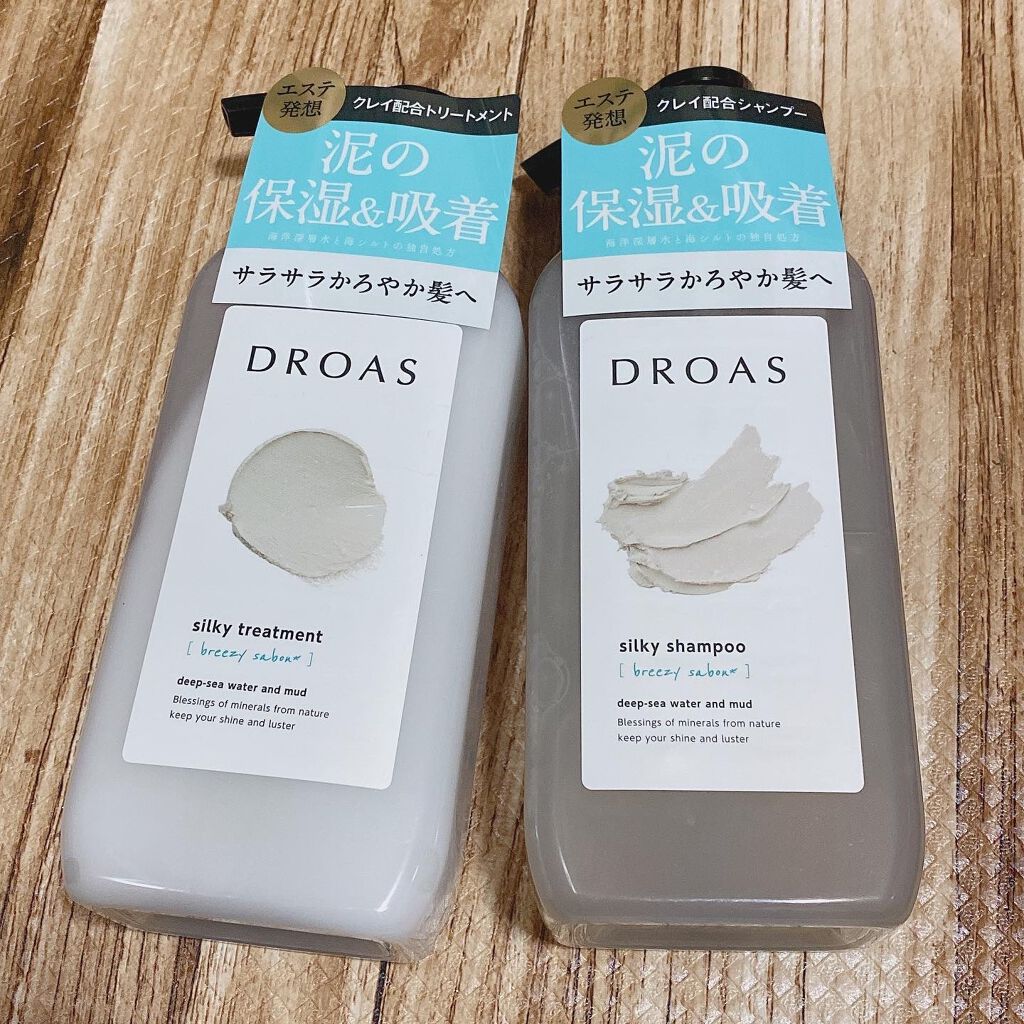 エステ
発想
クレイ配合トリートメント
泥の
保湿&吸着
海洋深層水と海シルトの独自処方
サラサラかろやか髪へ
DROAS
silky treatment
[ breezy sabon* ]
deep-sea water and mud
Blessings of minerals from nature
keep your shine and luster
エステ
発想
クレイ配合シャンプー
泥の
保湿&吸着
海洋深層水と海シルトの独自処方
サラサラかろやか髪へ
DROAS
silky shampoo
[ breezy sabon* ]
deep-sea water and mud
Blessings of minerals from nature
keep your shine and luster